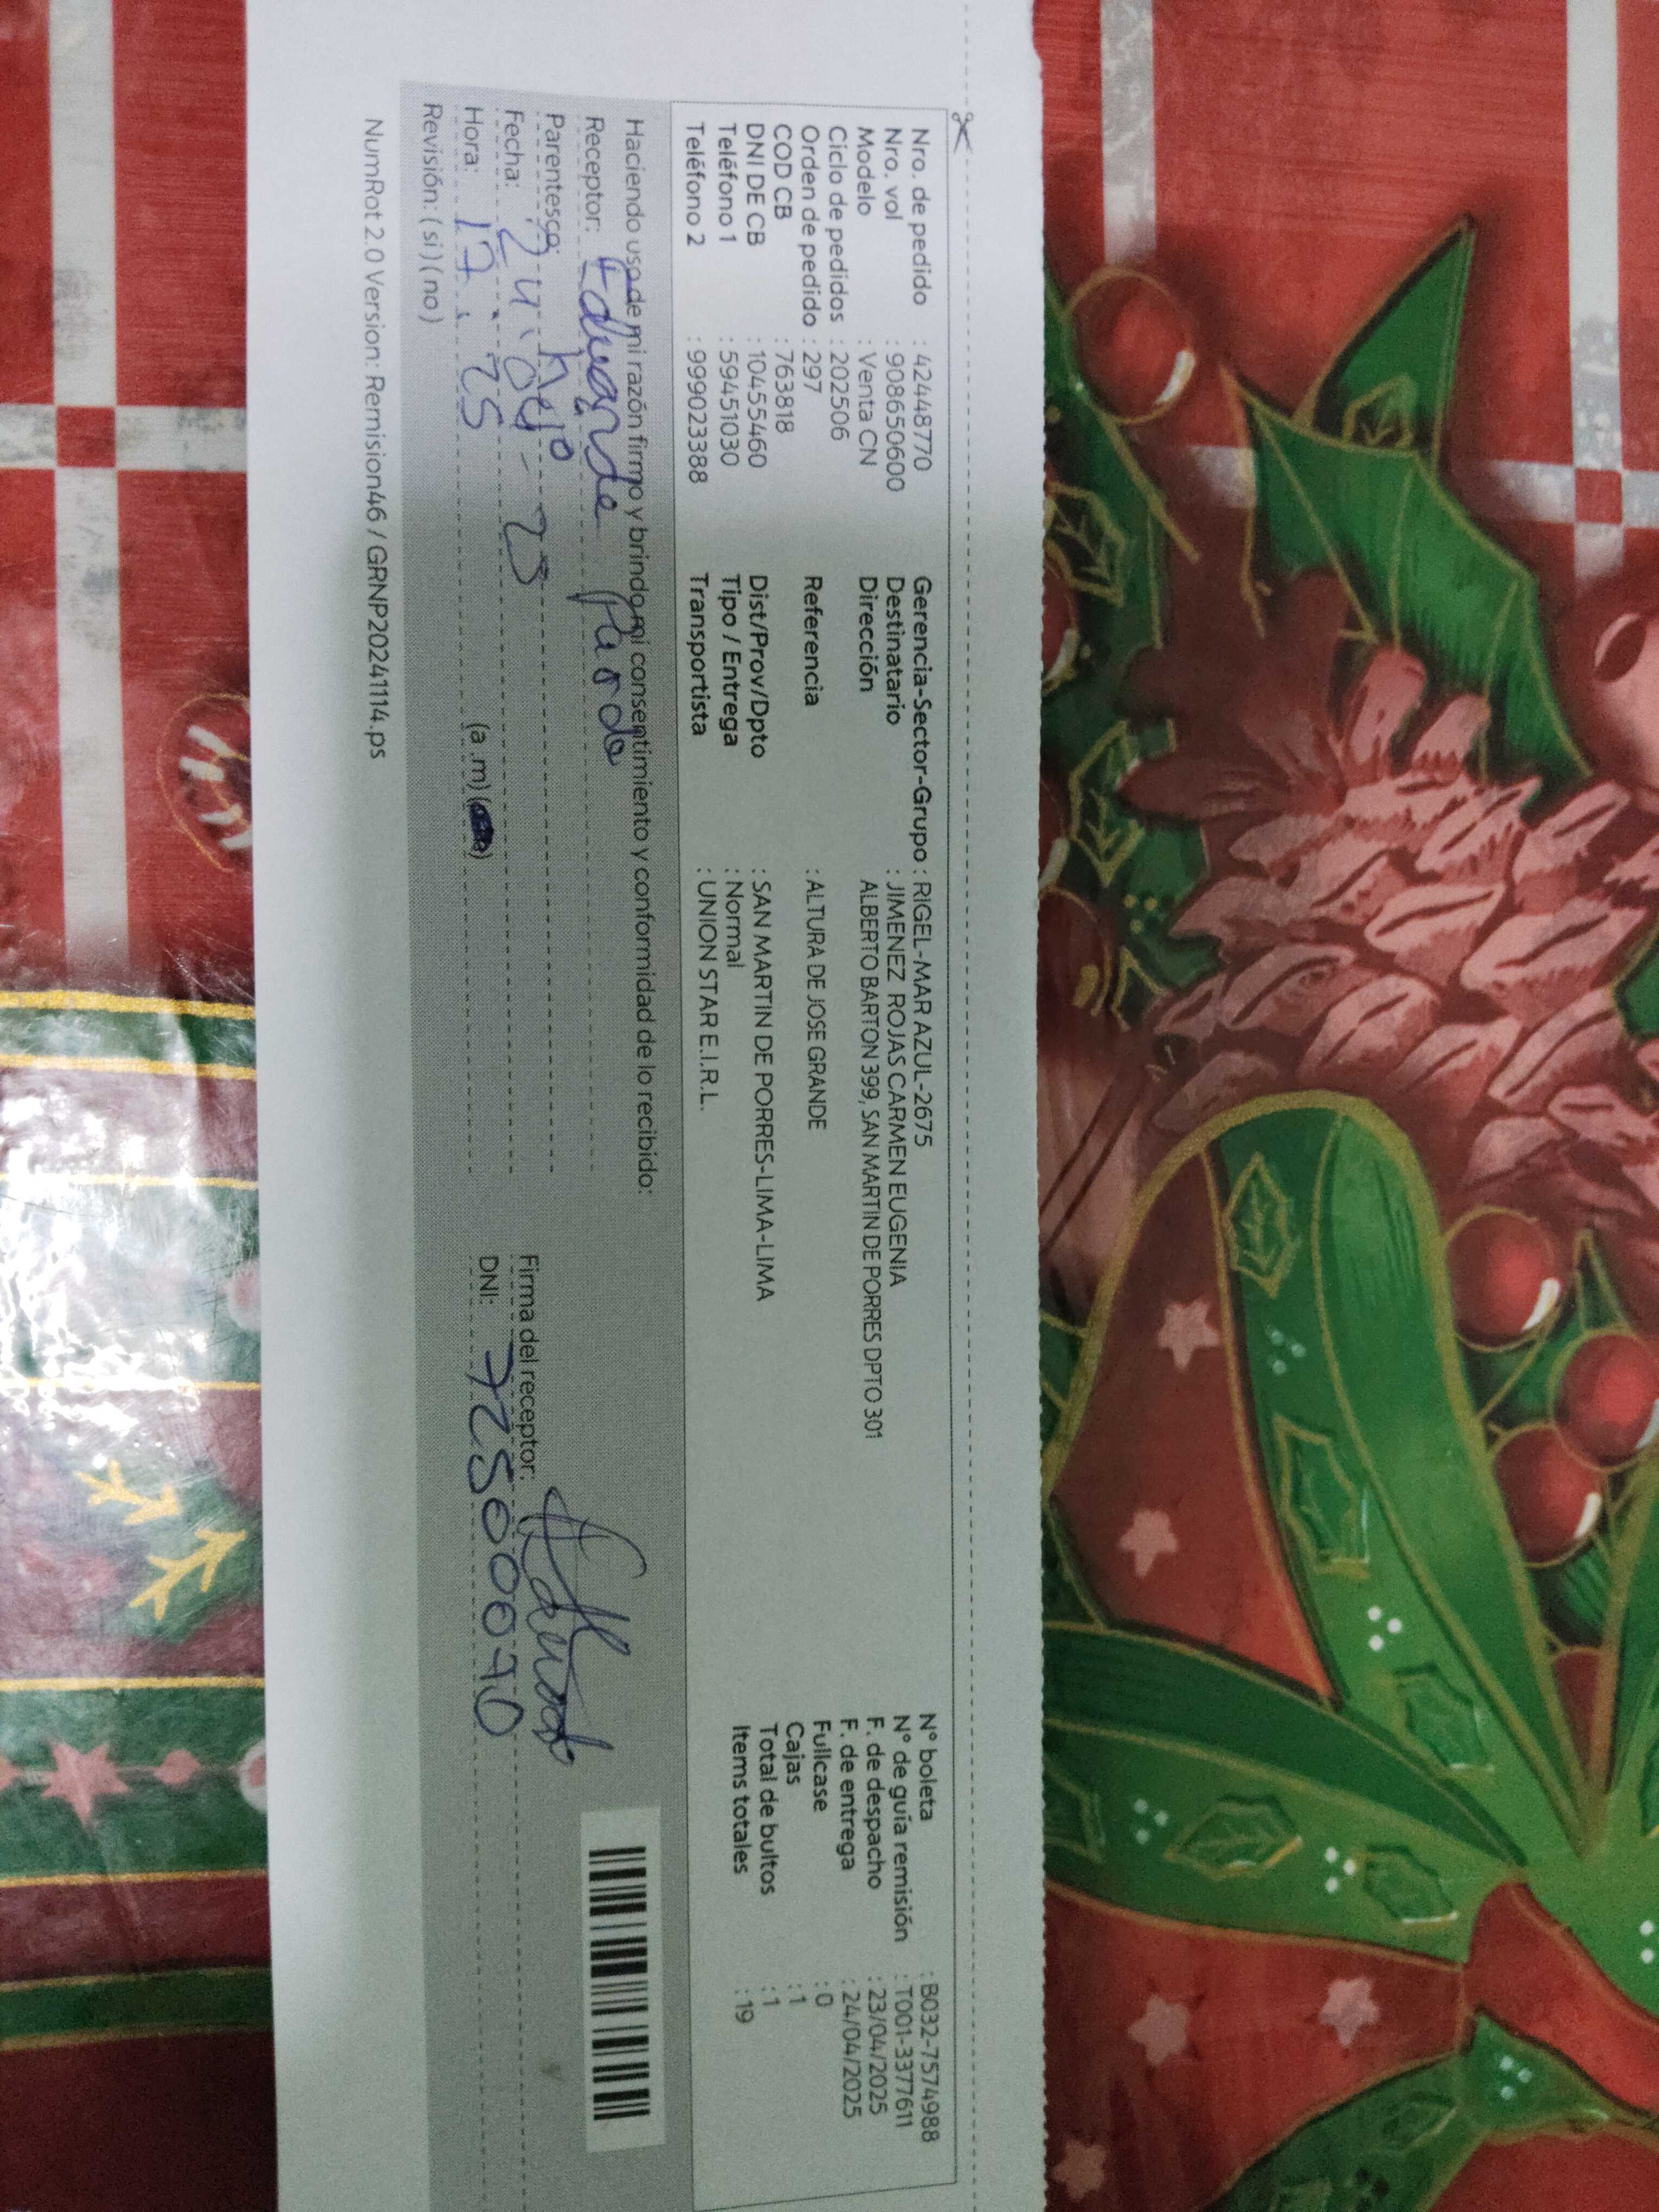 Nro. de pedido : 42448770
Nro. vol : 9086506000
Modelo : Venta CN
Ciclo de pedidos : 202506
Orden de pedido : 297
COD CB : 763818
DNI DE CB : 10455460
Teléfono 1 : 59451030
Teléfono 2 : 999023388
Gerencia-Sector-Grupo : RIGEL-MAR AZUL-2675
Destinatario : JIMENEZ ROJAS CARMEN EUGENIA
Dirección ALBERTO BARTON 399, SAN MARTIN DE PORRES DPTO 301
Referencia : ALTURA DE JOSE GRANDE
Dist/Prov/Dpto : SAN MARTIN DE PORRES-LIMA-LIMA
Tipo / Entrega : Normal
Transportista : UNION STAR E.I.R.L.
N° boleta : B032-7574988
N° de guía remisión : T001-3377611
F. de despacho : 23/04/2025
F. de entrega : 24/04/2025
Fullcase : 0
Cajas : 1
Total de bultos : 1
Items totales : 19
Haciendo uso de mi razón firmo y brindo mi consentimiento y conformidad de lo recibido:
Receptor: Pardo
Parentesco: hijo
Fecha: 24 - 04 - 25
Hora: 17 : 25 (a.m)
Revisión: (si) (no)
Firma del receptor:
DNI:
NumRot 2.0 Version: Remision46 / GRNP20241114.ps